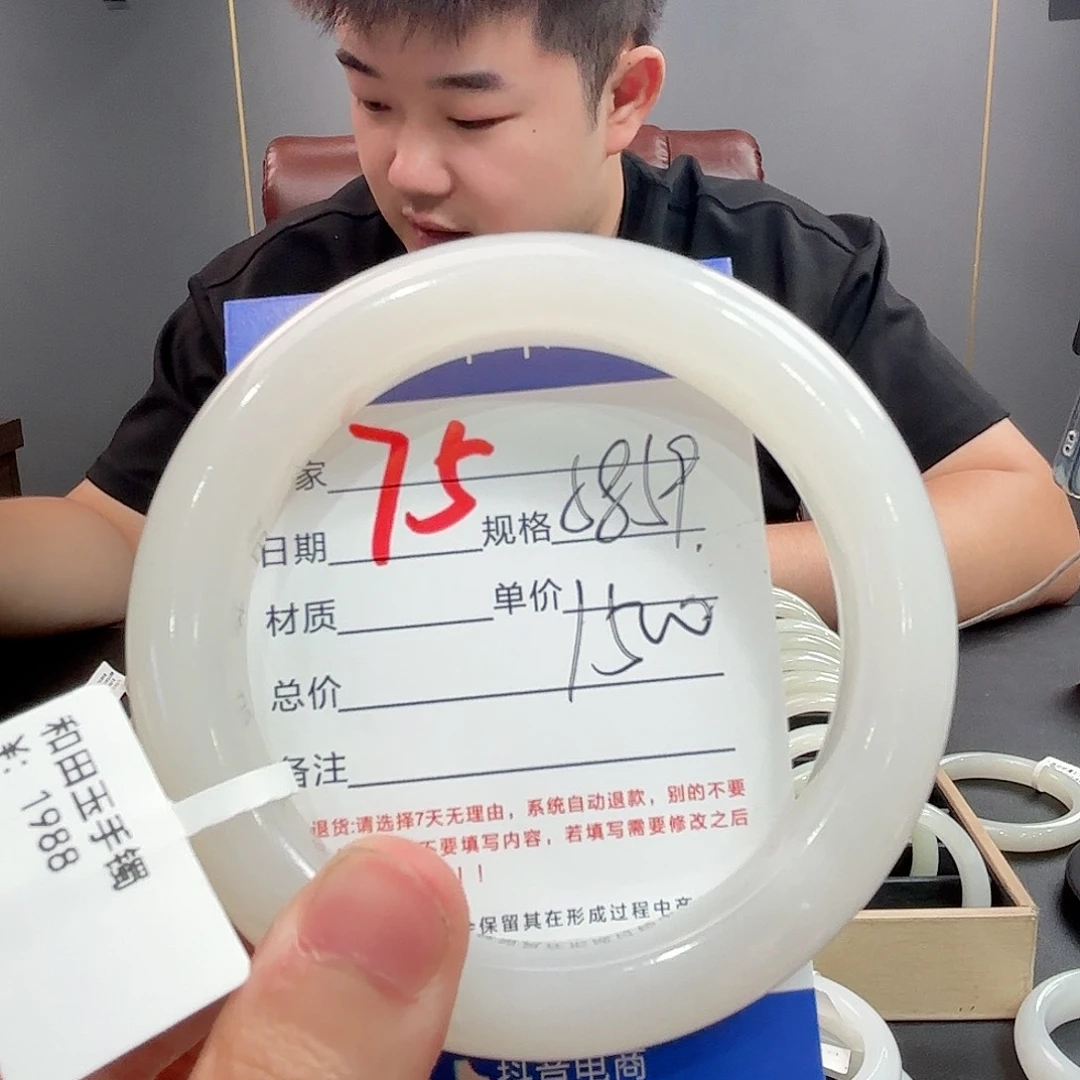 家 75
日期 规格 5859
材质 单价 1500
总价
备注
退货:请选择7天无理由，系统自动退款，别的不要
不要填写内容，若填写需要修改之后
！！
保留其在形成过程中产
抖音电商
和田玉手镯
1988